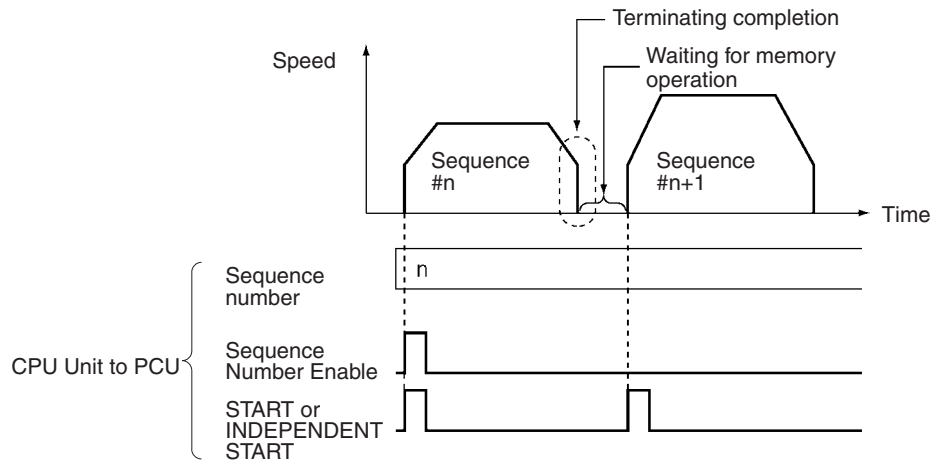 Terminating completion
Waiting for memory
operation
Speed
Sequence
#n
Sequence
#n+1
Time
Sequence
number
n
CPU Unit to PCU
Sequence
Number Enable
START or
INDEPENDENT
START